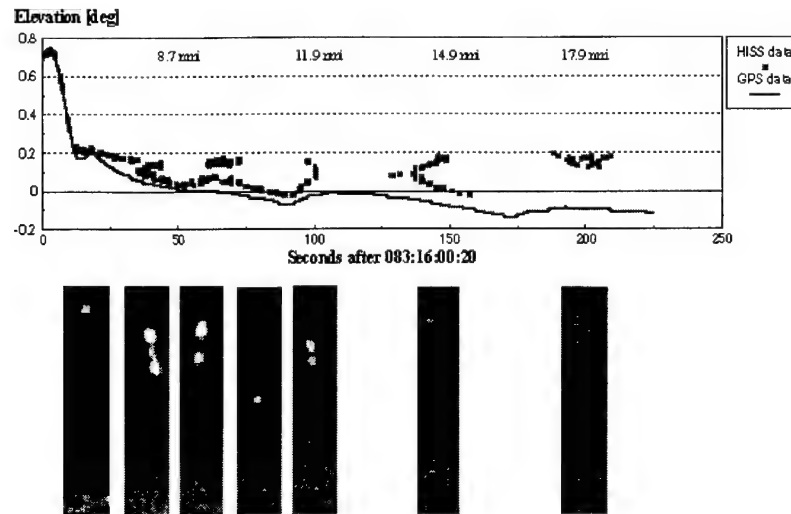 Elevation [deg]
0.8
8.7 nmi 11.9 nmi 14.9 nmi 17.9 nmi
HISS data
GPS data
0.6
0.4
0.2
0
-0.2
0 50 100 150 200 250
Seconds after 083:16:00:20